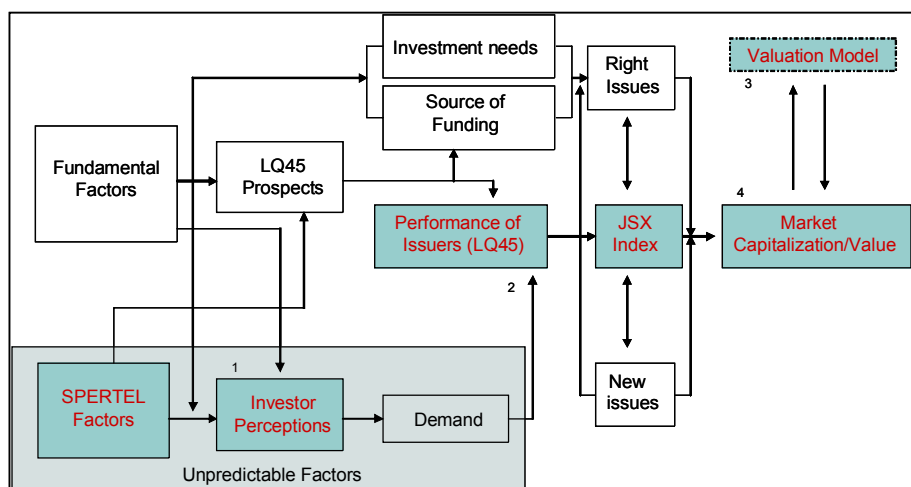 Investment needs
Source of
Funding
Right
Issues
Valuation Model
3
Fundamental
Factors
LQ45
Prospects
Performance of
Issuers (LQ45)
2
JSX
Index
4
Market
Capitalization/Value
SPERTEL
Factors
1
Investor
Perceptions
Demand
New
issues
Unpredictable Factors